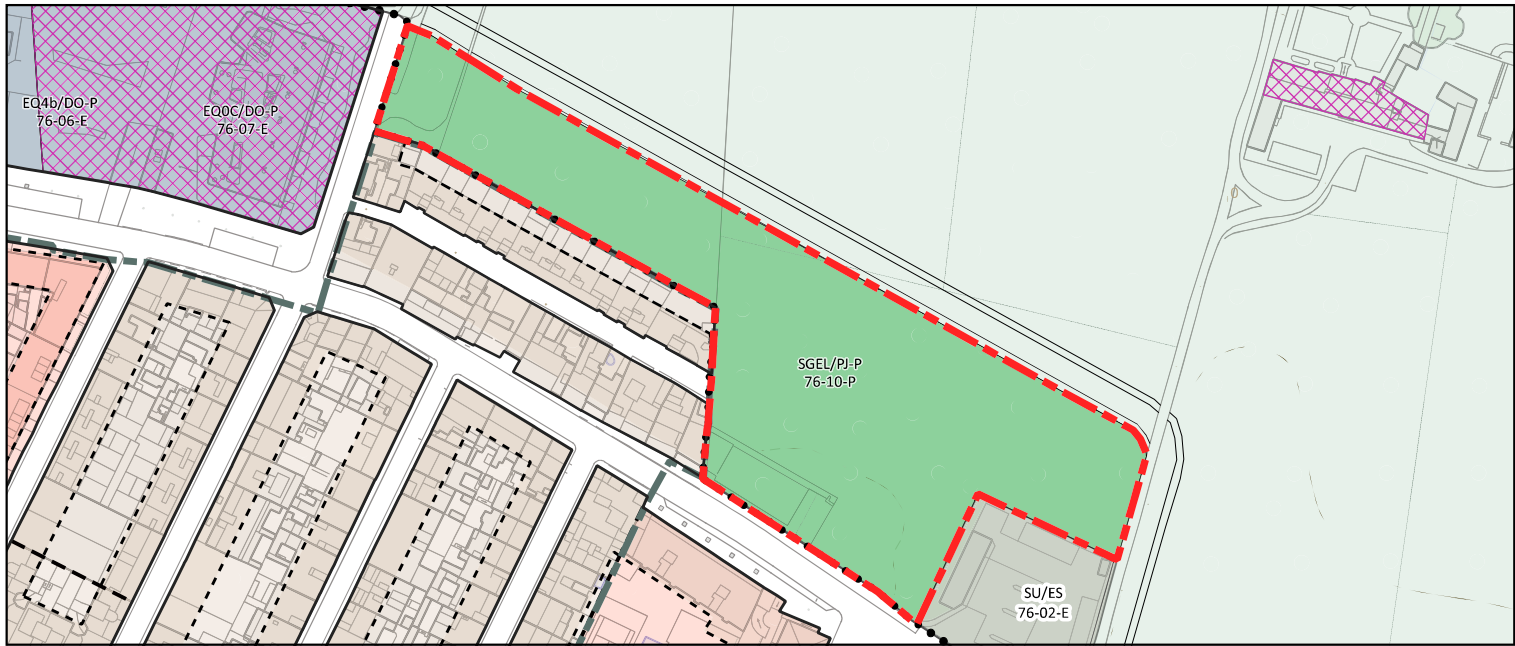 EQ4b/DO-P
76-06-E
EQ0C/DO-P
76-07-E
SGEL/PJ-P
76-10-P
SU/ES
76-02-E